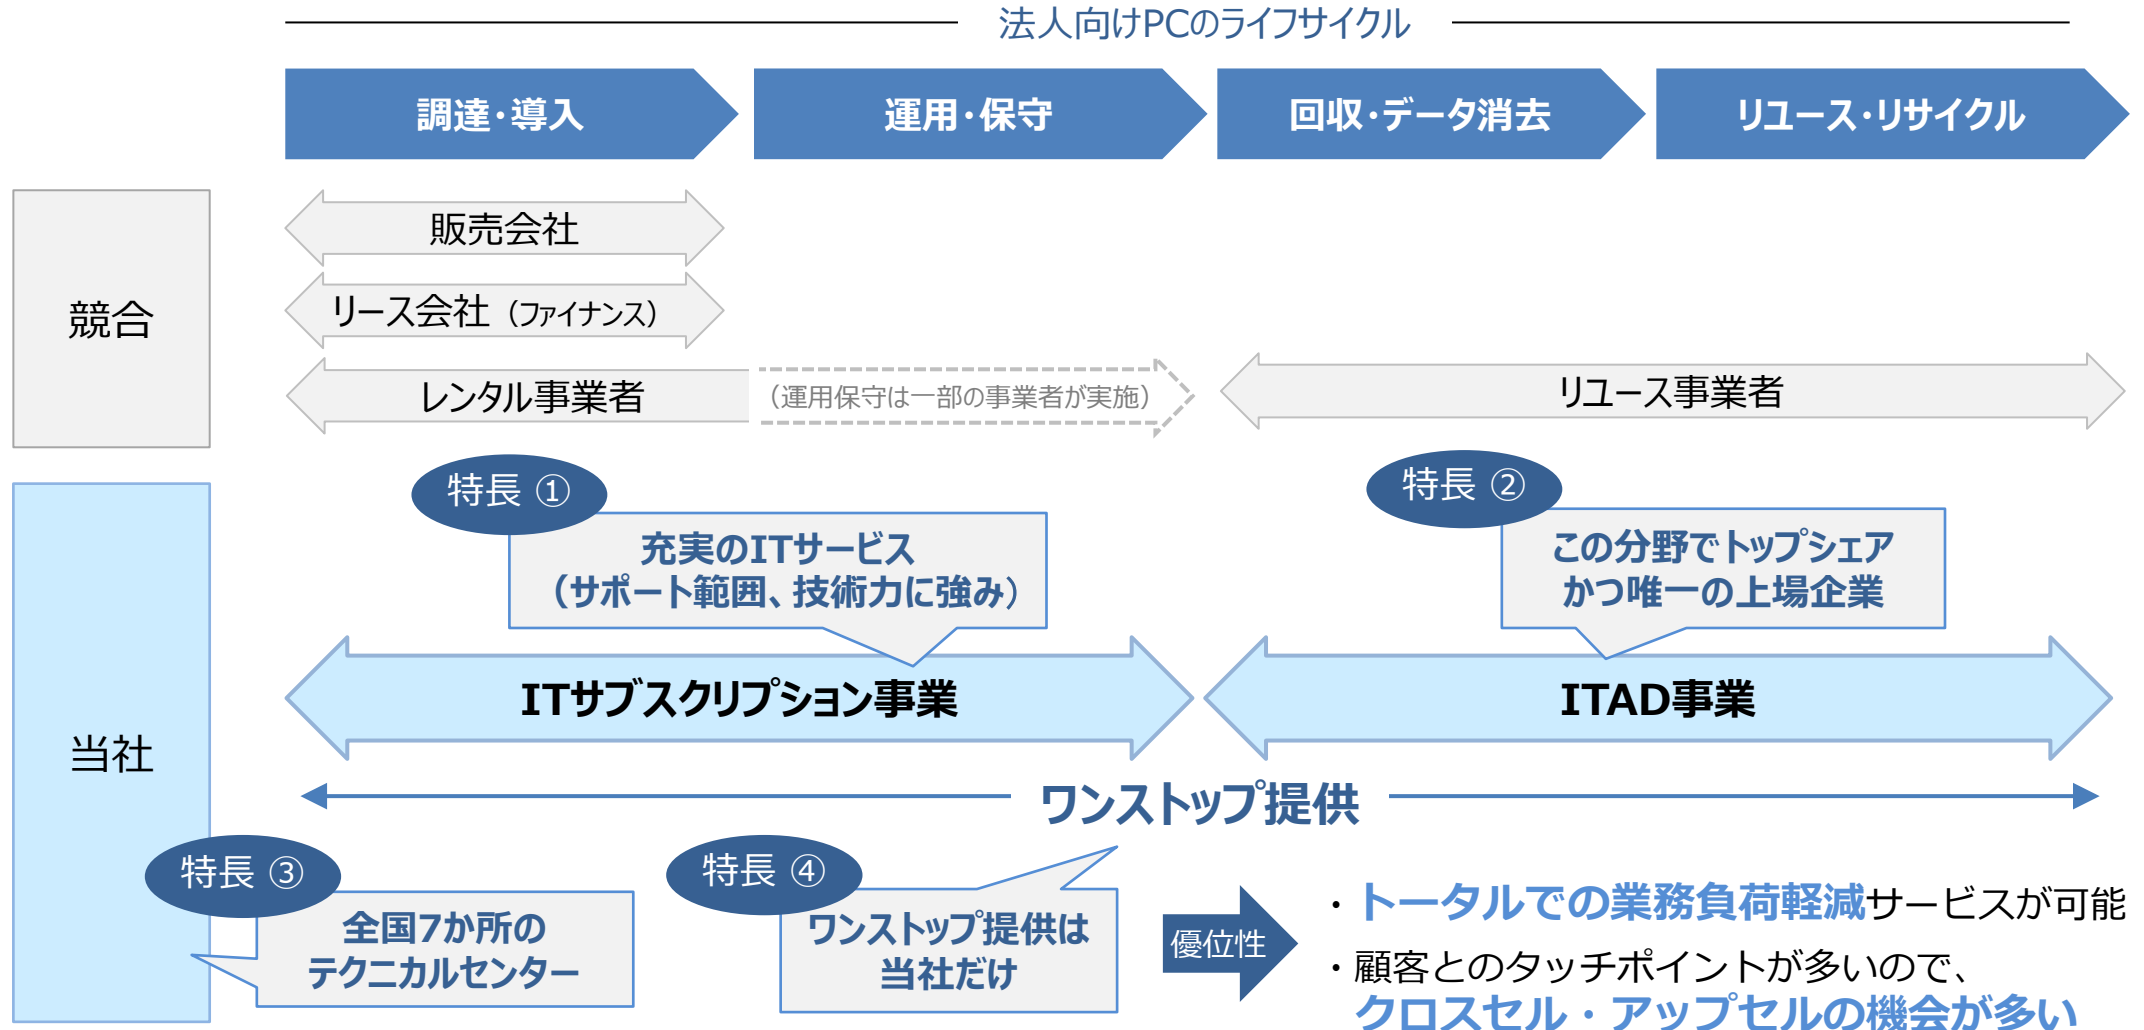 法人向けPCのライフサイクル
調達・導入
運用・保守
回収・データ消去
リユース・リサイクル
競合
販売会社
リース会社（ファイナンス）
レンタル事業者
（運用保守は一部の事業者が実施）
リユース事業者
当社
特長 ①
充実のITサービス
（サポート範囲、技術力に強み）
特長 ②
この分野でトップシェア
かつ唯一の上場企業
ITサブスクリプション事業
ITAD事業
ワンストップ提供
特長 ③
全国7か所の
テクニカルセンター
特長 ④
ワンストップ提供は
当社だけ
優位性
・トータルでの業務負荷軽減サービスが可能
・顧客とのタッチポイントが多いので、
クロスセル・アップセルの機会が多い